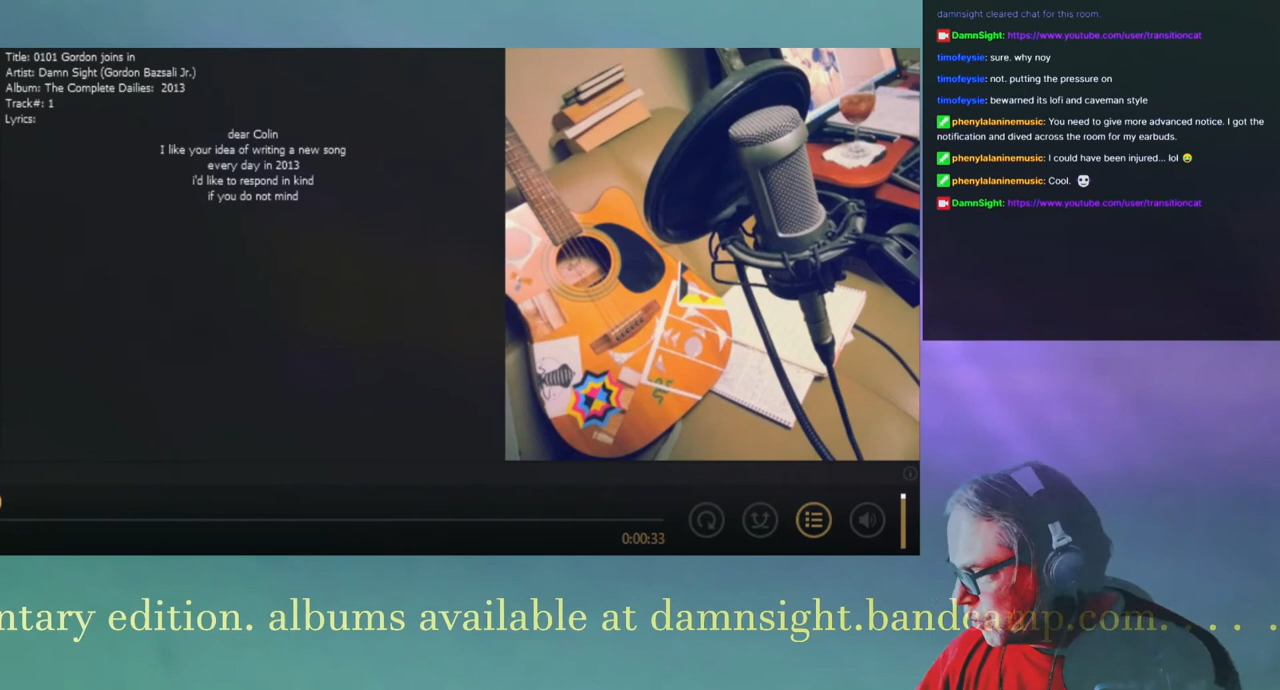 Title: 0101 Gordon joins in
Artist: Damn Sight (Gordon Bazsali Jr.)
Album: The Complete Dailies:  2013
Track#: 1
Lyrics:
dear Colin
I like your idea of writing a new song
every day in 2013
i'd like to respond in kind
if you do not mind
0:00:33
damnsight cleared chat for this room.
DamnSight: https://www.youtube.com/user/transitioncat
timofeysie: sure. why noy
timofeysie: not. putting the pressure on
timofeysie: bewarned its lofi and caveman style
phenylalaninemusic: You need to give more advanced notice. I got the
notification and dived across the room for my earbuds.
phenylalaninemusic: I could have been injured... lol 😅
phenylalaninemusic: Cool.
DamnSight: https://www.youtube.com/user/transitioncat
ntary edition. albums available at damnsight.bandcamp.com. . . . .